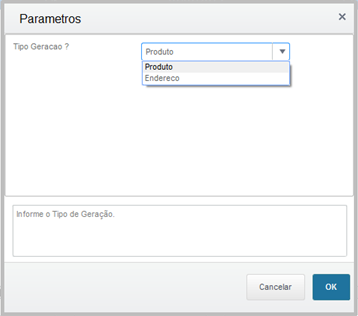 Parametros
Tipo Geracao ?
Produto
Produto
Endereco
Informe o Tipo de Geração.
Cancelar
OK